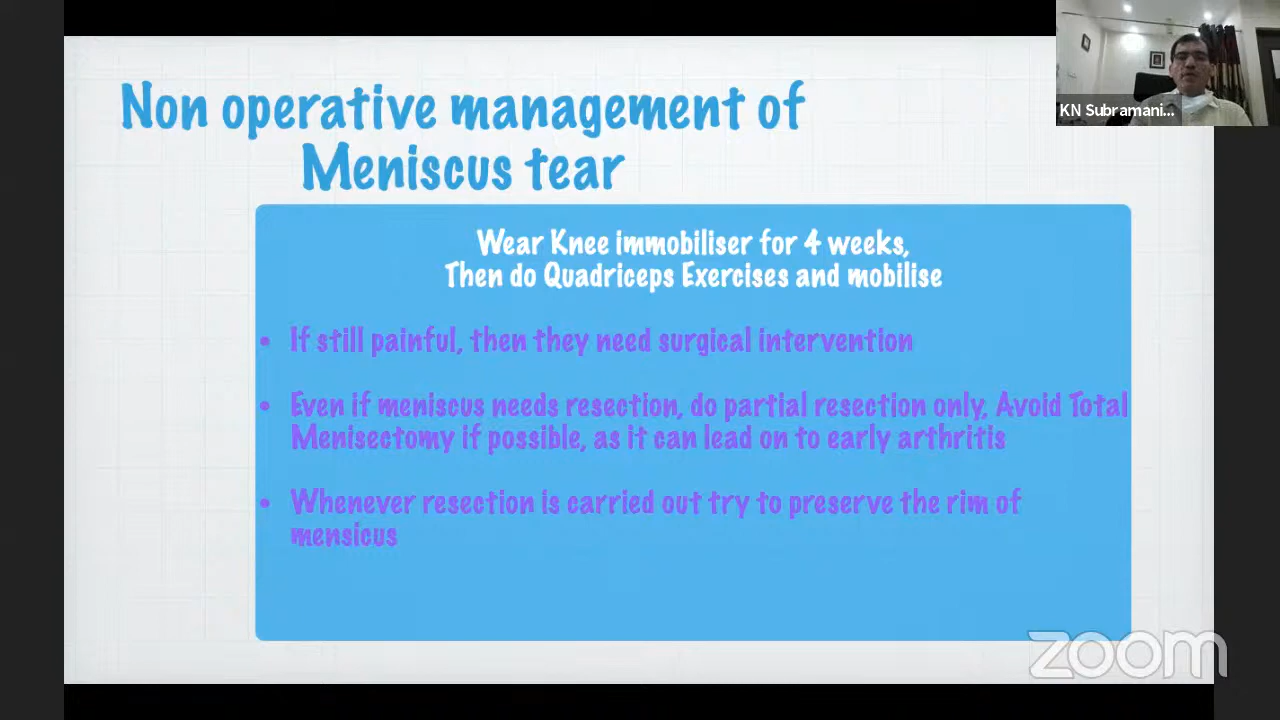 Non operative management of
Meniscus tear
KN Subramani...
Wear Knee immobiliser for 4 weeks,
Then do Quadriceps Exercises and mobilise
• If still painful, then they need surgical intervention
• Even if meniscus needs resection, do partial resection only, Avoid Total
Menisectomy if possible, as it can lead on to early arthritis
• Whenever resection is carried out try to preserve the rim of
mensicus
zoom